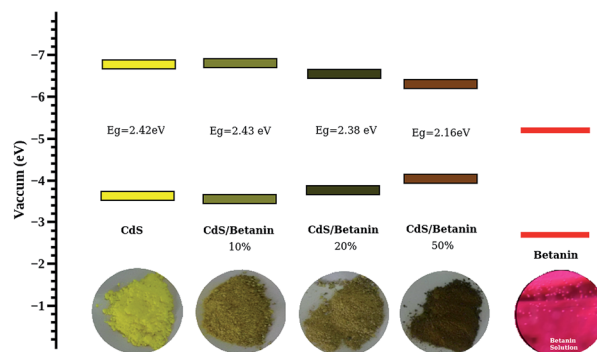 Vaccum (eV)
−7
−6
−5
−4
−3
−2
−1
Eg=2.42eV
Eg=2.43 eV
Eg=2.38 eV
Eg=2.16eV
CdS
CdS/Betanin
10%
CdS/Betanin
20%
CdS/Betanin
50%
Betanin
Betanin
Solution